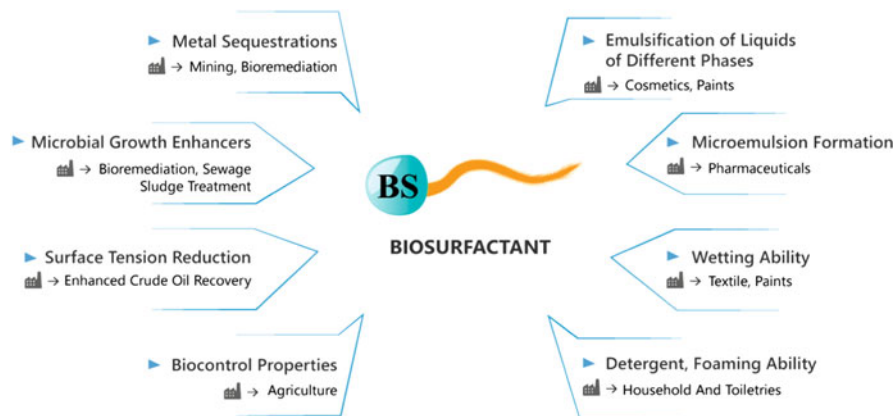 Metal Sequestrations
→ Mining, Bioremediation
Microbial Growth Enhancers
→ Bioremediation, Sewage
Sludge Treatment
Surface Tension Reduction
→ Enhanced Crude Oil Recovery
Biocontrol Properties
→ Agriculture
BS
BIOSURFACTANT
Emulsification of Liquids
of Different Phases
→ Cosmetics, Paints
Microemulsion Formation
→ Pharmaceuticals
Wetting Ability
→ Textile, Paints
Detergent, Foaming Ability
→ Household And Toiletries